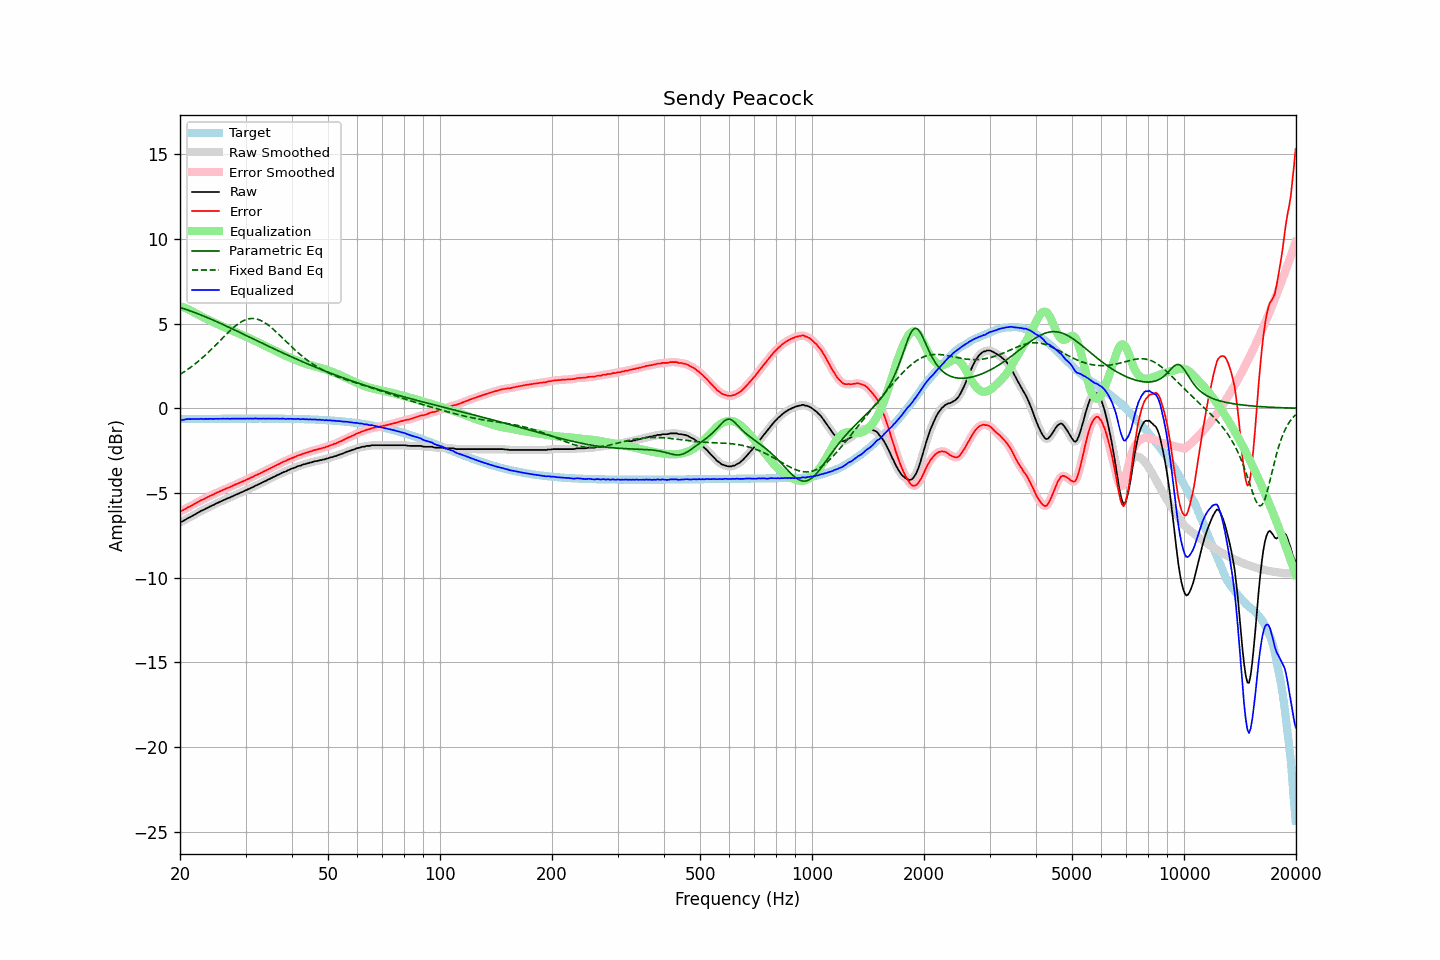 Sendy Peacock
Target
Raw Smoothed
Error Smoothed
Raw
Error
Equalization
Parametric Eq
Fixed Band Eq
Equalized
15
10
5
0
−5
−10
−15
−20
−25
Amplitude (dBr)
20
50
100
200
500
1000
2000
5000
10000
20000
Frequency (Hz)